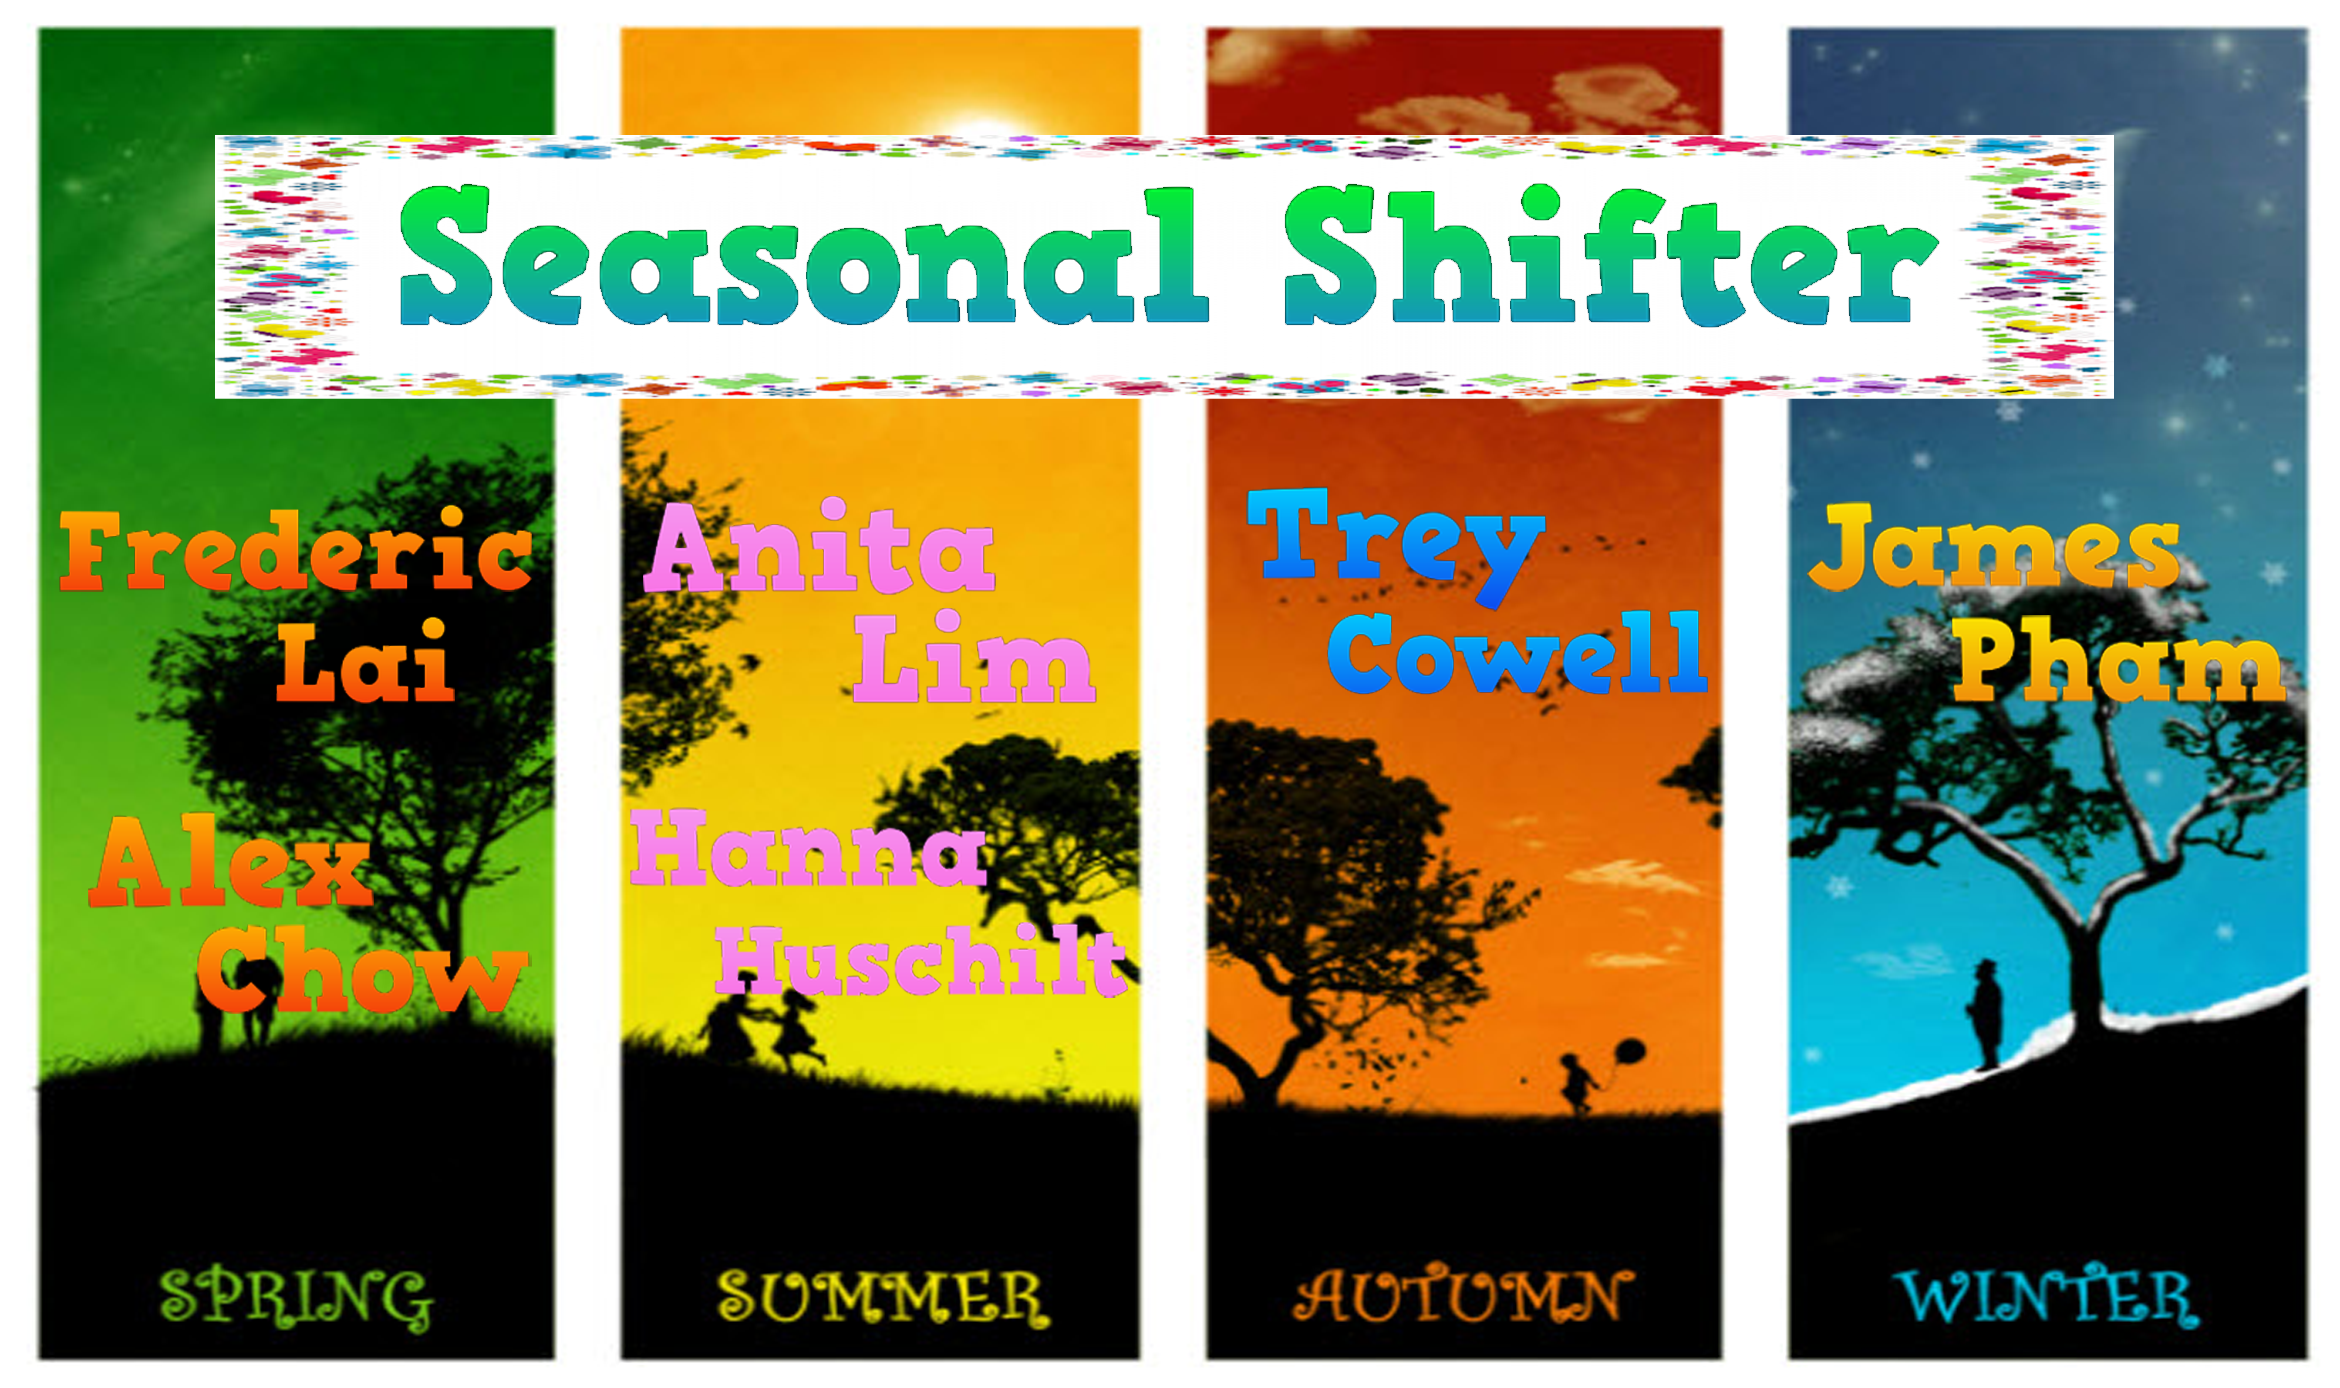 Seasonal Shifter
Frederic
Lai
Alex
Chow
SPRING
Anita
Lim
Hanna
Huschilt
SUMMER
Trey
Cowell
AUTUMN
James
Pham
WINTER